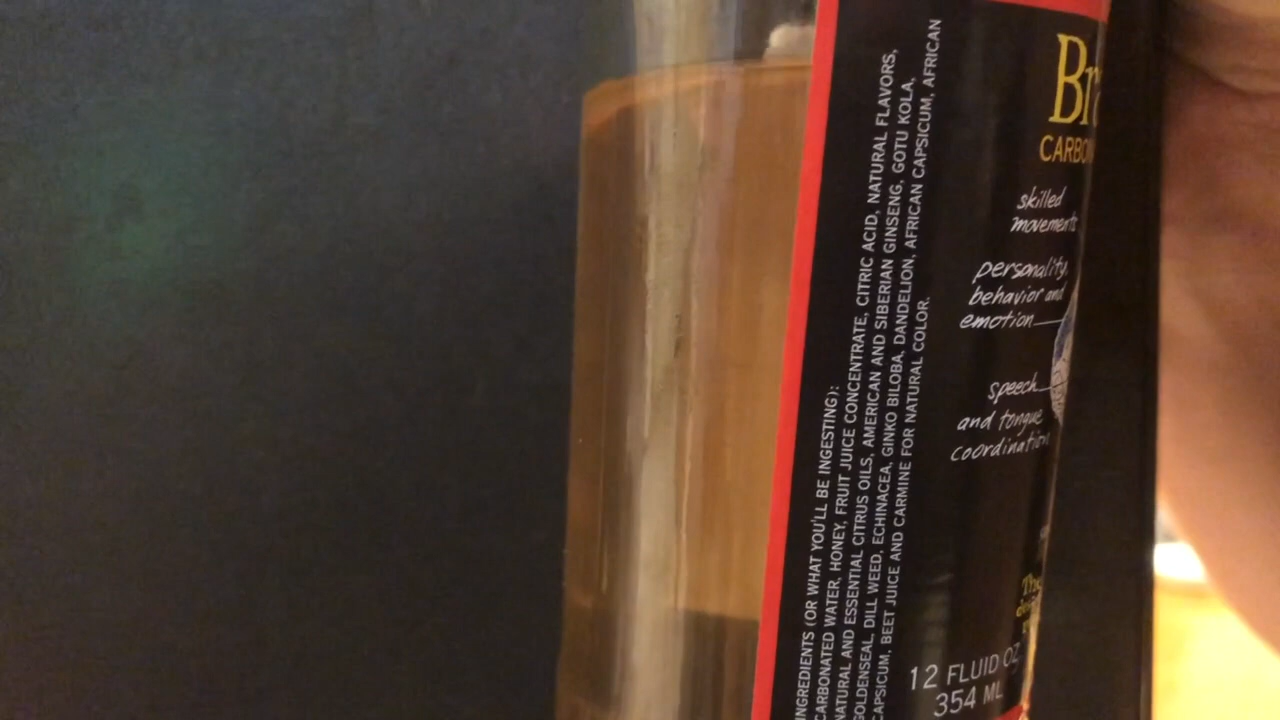 INGREDIENTS (OR WHAT YOU'LL BE INGESTING):
CARBONATED WATER, HONEY, FRUIT JUICE CONCENTRATE, CITRIC ACID, NATURAL FLAVORS,
NATURAL AND ESSENTIAL CITRUS OILS, AMERICAN AND SIBERIAN GINSENG, GOTU KOLA,
GOLDENSEAL, DILL WEED, ECHINACEA, GINKO BILOBA, DANDELION, AFRICAN CAPSICUM, AFRICAN
CAPSICUM, BEET JUICE AND CARMINE FOR NATURAL COLOR.
skilled
movements
personality,
behavior and
emotion
speech
and tongue
coordination
12 FLUID OZ
354 ML